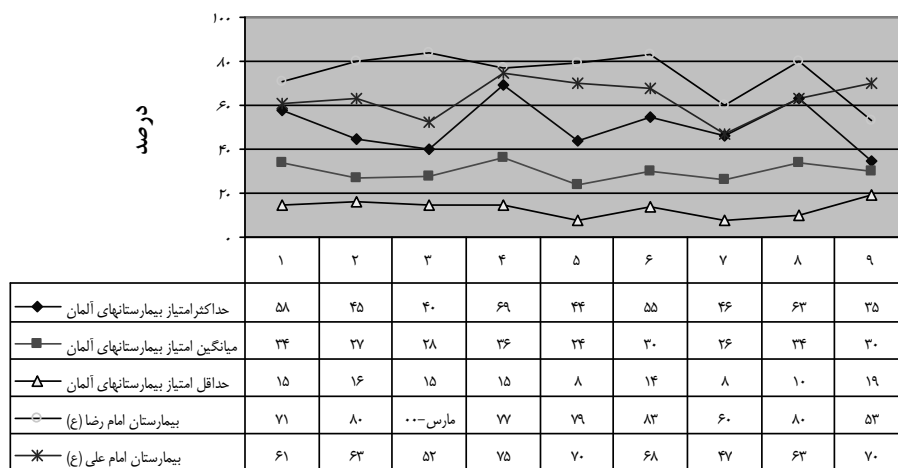 ۱۰۰
۸۰
۶۰
۴۰
۲۰
۰
درصد
۱ ۲ ۳ ۴ ۵ ۶ ۷ ۸ ۹
حداکثرامتیاز بیمارستانهای آلمان ۵۸ ۴۵ ۴۰ ۶۹ ۴۴ ۵۵ ۴۶ ۶۳ ۳۵
میانگین امتیاز بیمارستانهای آلمان ۳۴ ۲۷ ۲۸ ۳۶ ۲۴ ۳۰ ۲۶ ۳۴ ۳۰
حداقل امتیاز بیمارستانهای آلمان ۱۵ ۱۶ ۱۵ ۱۵ ۸ ۱۴ ۸ ۱۰ ۱۹
بیمارستان امام رضا (ع) ۷۱ ۸۰ مارس-۰۰ ۷۷ ۷۹ ۸۳ ۶۰ ۸۰ ۵۳
بیمارستان امام علی (ع) ۶۱ ۶۳ ۵۲ ۷۵ ۷۰ ۶۸ ۴۷ ۶۳ ۷۰